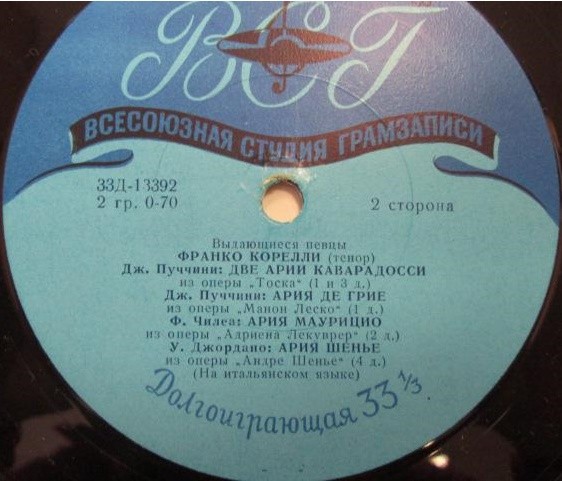 ВСГ
ВСЕСОЮЗНАЯ СТУДИЯ ГРАМЗАПИСИ
33Д-13392
2 гр. 0-70
2 сторона
Выдающиеся певцы
ФРАНКО КОРЕЛЛИ (тенор)
Дж. Пуччини: ДВЕ АРИИ КАВАРАДОССИ
из оперы „Тоска" (1 и 3 д.)
Дж. Пуччини: АРИЯ ДЕ ГРИЕ
из оперы „Манон Леско" (1 д.)
Ф. Чилеа: АРИЯ МАУРИЦИО
из оперы „Адриена Лекуврер" (2 д.)
У. Джордано: АРИЯ ШЕНЬЕ
из оперы „Андре Шенье" (4 д.)
(На итальянском языке)
Долгоиграющая 33 1/3